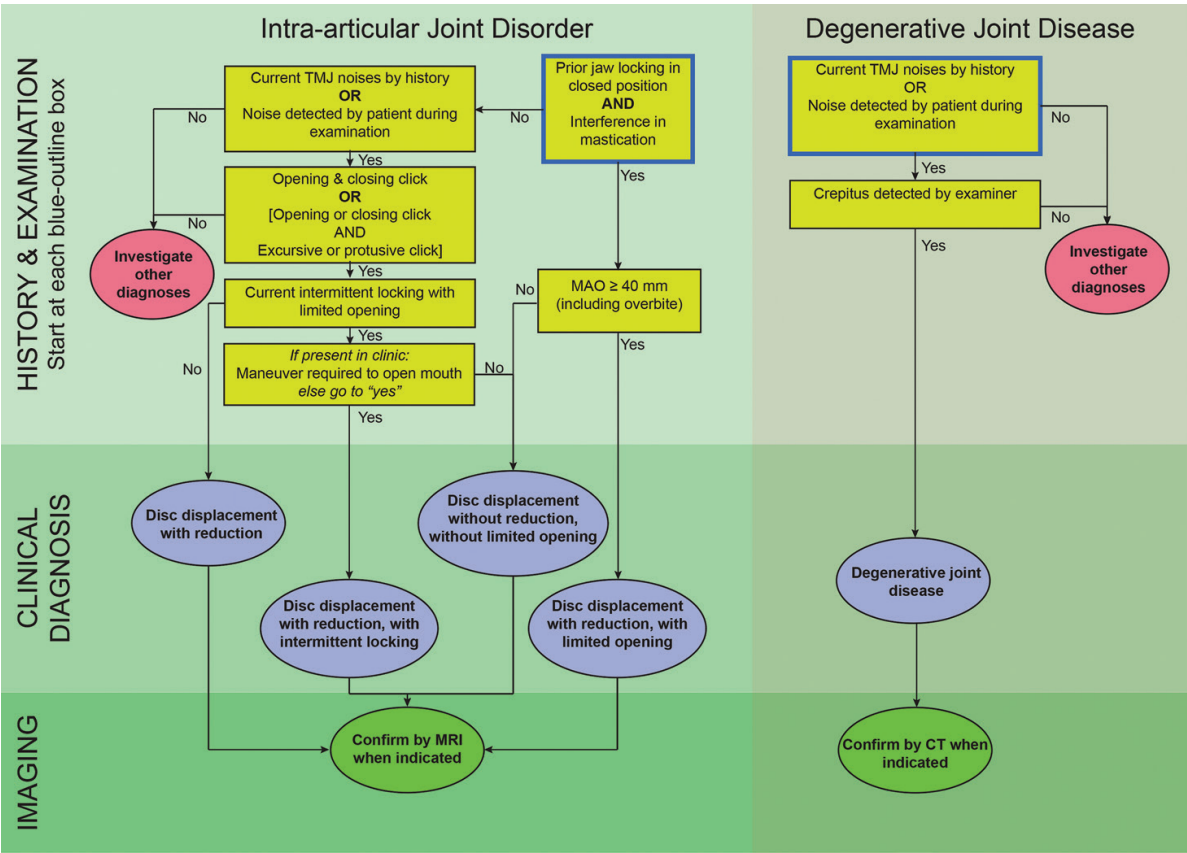 Intra-articular Joint Disorder
Degenerative Joint Disease
HISTORY & EXAMINATION
Start at each blue-outline box
Current TMJ noises by history
OR
Noise detected by patient during
examination
Prior jaw locking in
closed position
AND
Interference in
mastication
No
No
Yes
Yes
Opening & closing click
OR
[Opening or closing click
AND
Excursive or protusive click]
No
Yes
Investigate
other
diagnoses
Current intermittent locking with
limited opening
MAO ≥ 40 mm
(including overbite)
No
Yes
Yes
No
If present in clinic:
Maneuver required to open mouth
else go to “yes”
No
Yes
Current TMJ noises by history
OR
Noise detected by patient during
examination
No
Yes
Crepitus detected by examiner
No
Yes
Investigate
other
diagnoses
CLINICAL
DIAGNOSIS
Disc displacement
with reduction
Disc displacement
without reduction,
without limited opening
Disc displacement
with reduction, with
intermittent locking
Disc displacement
with reduction, with
limited opening
Degenerative joint
disease
IMAGING
Confirm by MRI
when indicated
Confirm by CT when
indicated